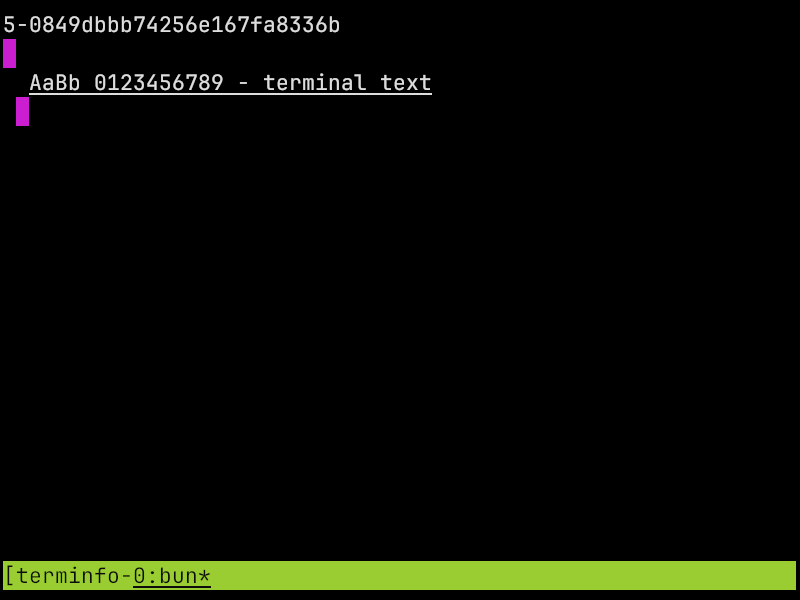 5-0849dbbb74256e167fa8336b
AaBb 0123456789 - terminal text
[terminfo-0:bun*